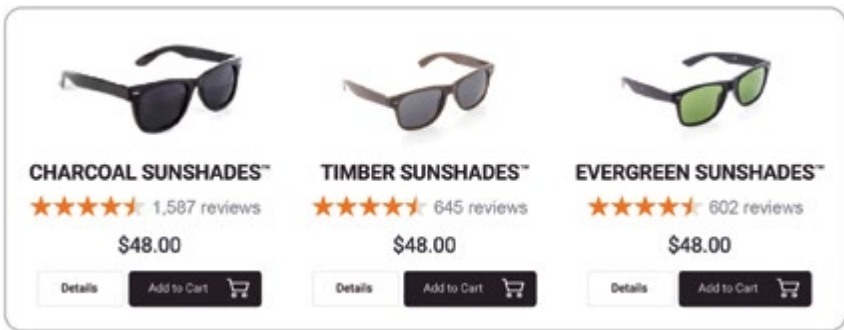 CHARCOAL SUNSHADES™
1,587 reviews
$48.00
Details
Add to Cart
TIMBER SUNSHADES™
645 reviews
$48.00
Details
Add to Cart
EVERGREEN SUNSHADES™
602 reviews
$48.00
Details
Add to Cart